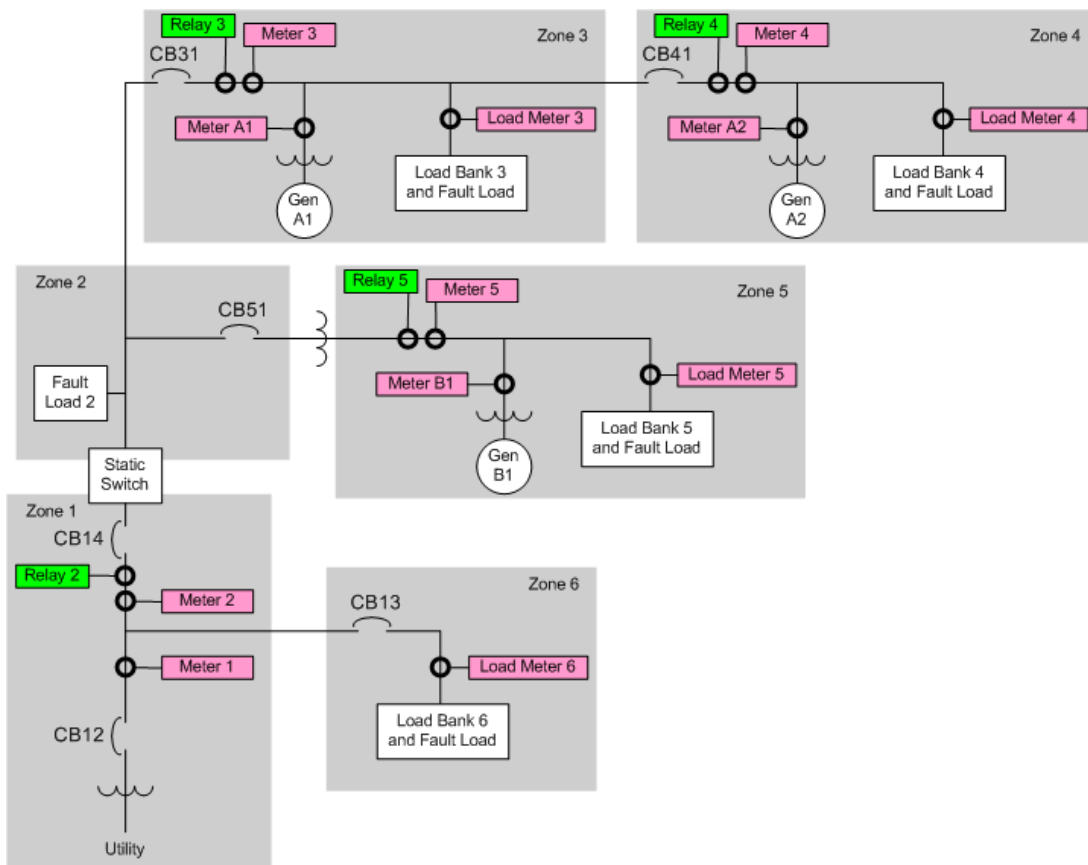 Relay 3
Meter 3
Zone 3
CB31
Meter A1
Load Meter 3
Gen
A1
Load Bank 3
and Fault Load
Relay 4
Meter 4
Zone 4
CB41
Meter A2
Load Meter 4
Gen
A2
Load Bank 4
and Fault Load
Zone 2
CB51
Fault
Load 2
Static
Switch
Relay 5
Meter 5
Zone 5
Meter B1
Load Meter 5
Gen
B1
Load Bank 5
and Fault Load
Zone 1
CB14
Relay 2
Meter 2
Meter 1
CB12
Utility
Zone 6
CB13
Load Meter 6
Load Bank 6
and Fault Load